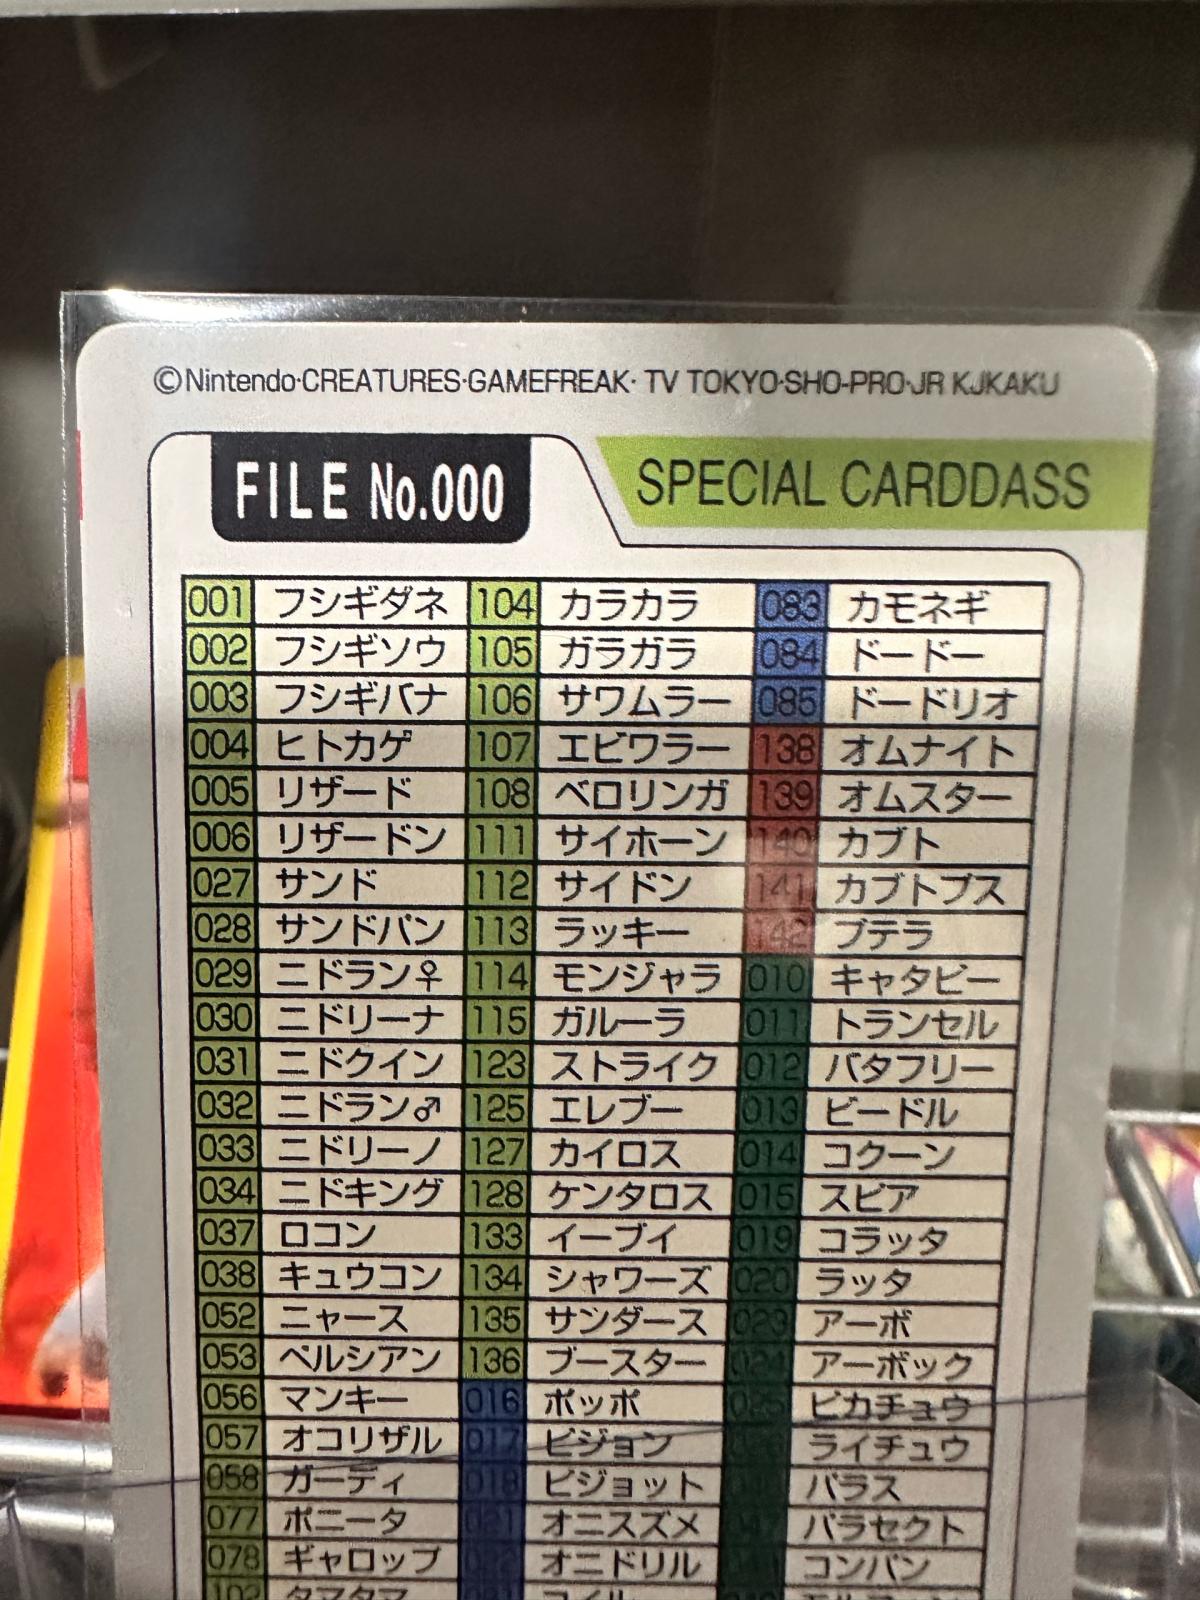 ©Nintendo·CREATURES·GAMEFREAK· TV TOKYO·SHO-PRO·JR KJKAKU
FILE No.000 SPECIAL CARDDASS
001 フシギダネ 104 カラカラ 083 カモネギ
002 フシギソウ 105 ガラガラ 084 ドードー
003 フシギバナ 106 サワムラー 085 ドードリオ
004 ヒトカゲ 107 エビワラー 138 オムナイト
005 リザード 108 ベロリンガ 139 オムスター
006 リザードン 111 サイホーン 140 カブト
027 サンド 112 サイドン 141 カブトプス
028 サンドパン 113 ラッキー 142 プテラ
029 ニドラン♀ 114 モンジャラ 010 キャタピー
030 ニドリーナ 115 ガルーラ 011 トランセル
031 ニドクイン 123 ストライク 012 バタフリー
032 ニドラン♂ 125 エレブー 013 ビードル
033 ニドリーノ 127 カイロス 014 コクーン
034 ニドキング 128 ケンタロス 015 スピアー
037 ロコン 133 イーブイ 019 コラッタ
038 キュウコン 134 シャワーズ 020 ラッタ
052 ニャース 135 サンダース 023 アーボ
053 ペルシアン 136 ブースター 024 アーボック
056 マンキー 016 ポッポ 025 ピカチュウ
057 オコリザル 017 ピジョン ライチュウ
058 ガーディ 018 ピジョット パラス
077 ポニータ 021 オニスズメ パラセクト
078 ギャロップ オニドリル コンパン